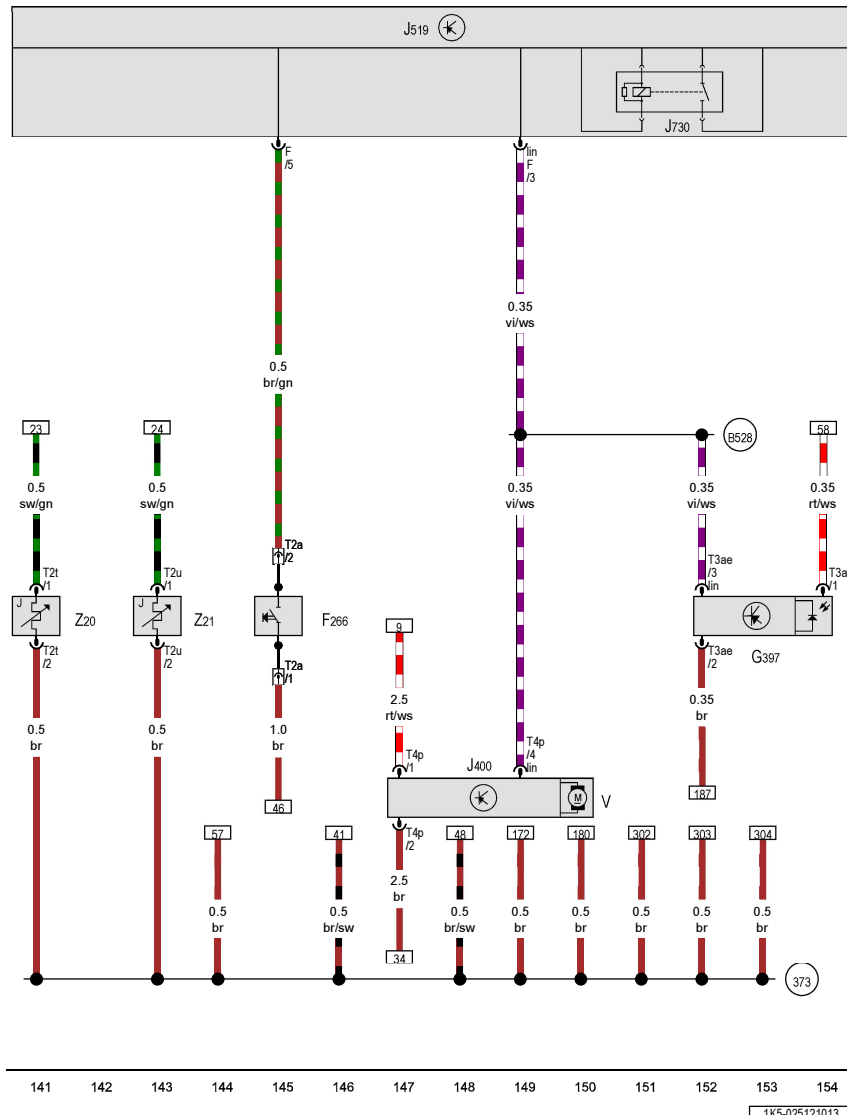 J519
J730
F
/5
lin
F
/3
0.35
vi/ws
0.5
br/gn
23
24
B528
58
0.5
sw/gn
0.5
sw/gn
0.35
vi/ws
0.35
vi/ws
0.35
rt/ws
T2a
/2
T3ae
/3
lin
T2t
/1
T2u
/1
T3a
/1
J
Z20
J
Z21
F266
9
G397
T2t
/2
T2u
/2
T2a
/1
T3ae
/2
0.5
br
0.5
br
1.0
br
2.5
rt/ws
0.35
br
T4p
/1
J400
T4p
/4
lin
M
V
46
187
57
41
T4p
/2
48
172
180
302
303
304
2.5
br
0.5
br
0.5
br/sw
0.5
br/sw
0.5
br
0.5
br
0.5
br
0.5
br
0.5
br
34
373
141 142 143 144 145 146 147 148 149 150 151 152 153 154
1K5-025121013